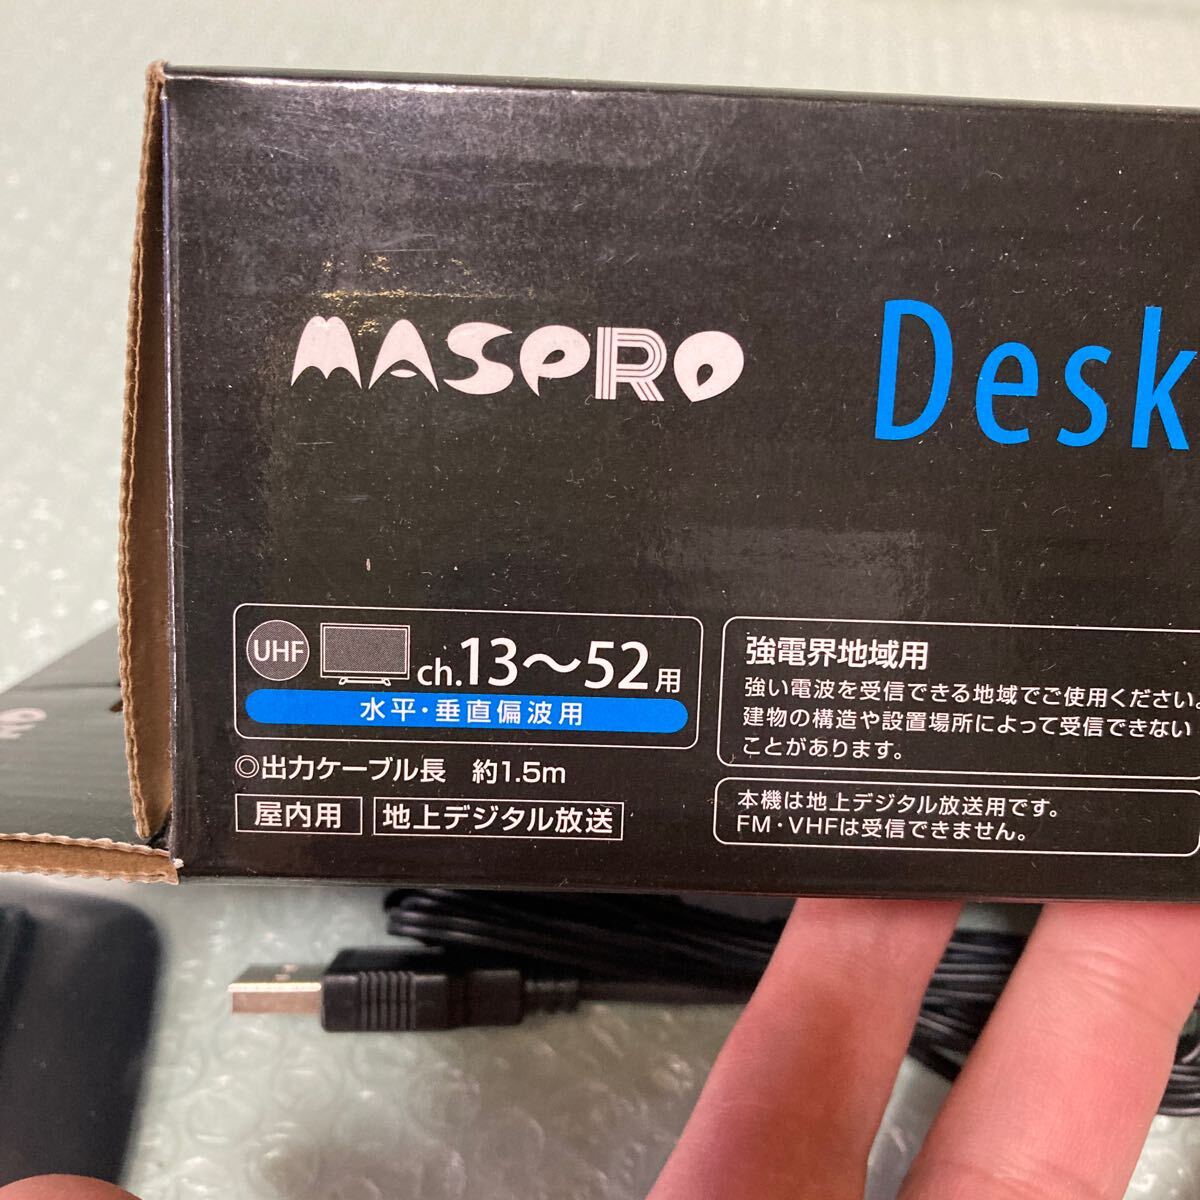 MASPRO
Desk
UHF
ch.13〜52用
水平・垂直偏波用
◎出力ケーブル長 約1.5m
屋内用
地上デジタル放送
強電界地域用
強い電波を受信できる地域でご使用ください。
建物の構造や設置場所によって受信できない
ことがあります。
本機は地上デジタル放送用です。
FM・VHFは受信できません。